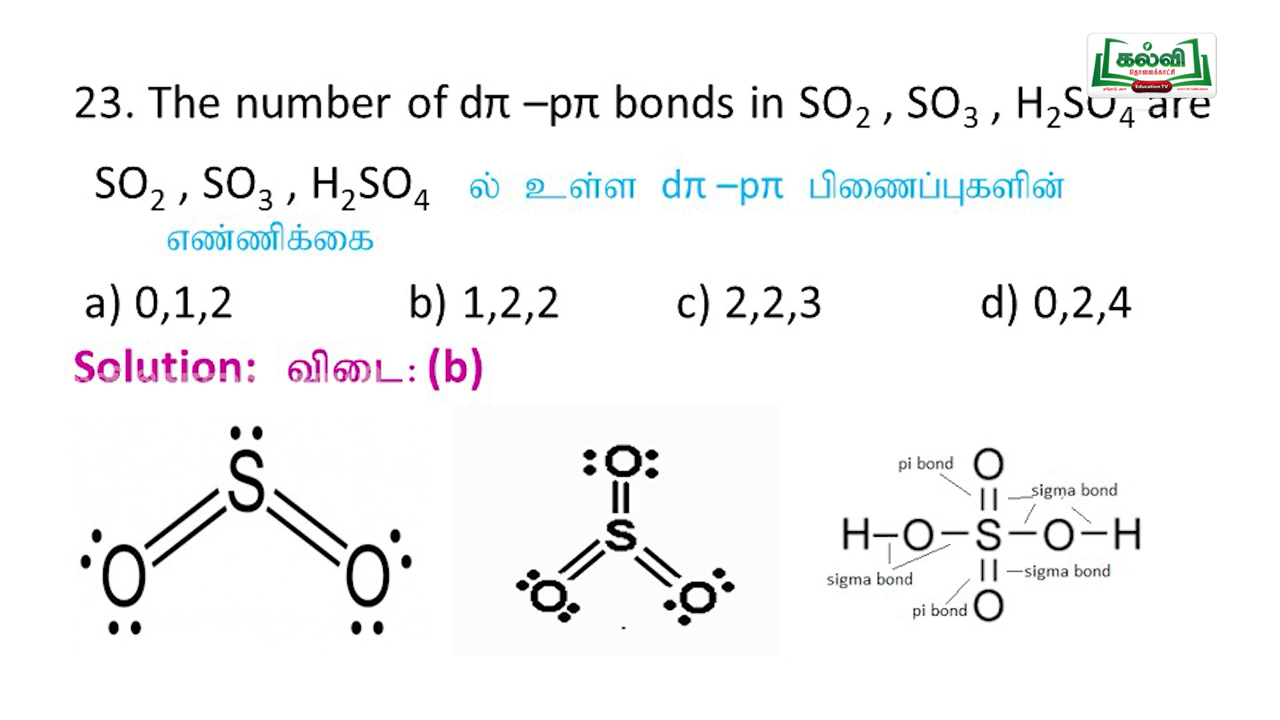 கல்வி
தொலைக்காட்சி
Education TV
23. The number of dπ –pπ bonds in SO₂ , SO₃ , H₂SO₄ are
SO₂ , SO₃ , H₂SO₄ ல் உள்ள dπ –pπ பிணைப்புகளின்
எண்ணிக்கை
a) 0,1,2 b) 1,2,2 c) 2,2,3 d) 0,2,4
Solution: விடை: (b)
S
O O
O
S
O O
pi bond O
sigma bond
H–O–S–O–H
sigma bond sigma bond
pi bond O